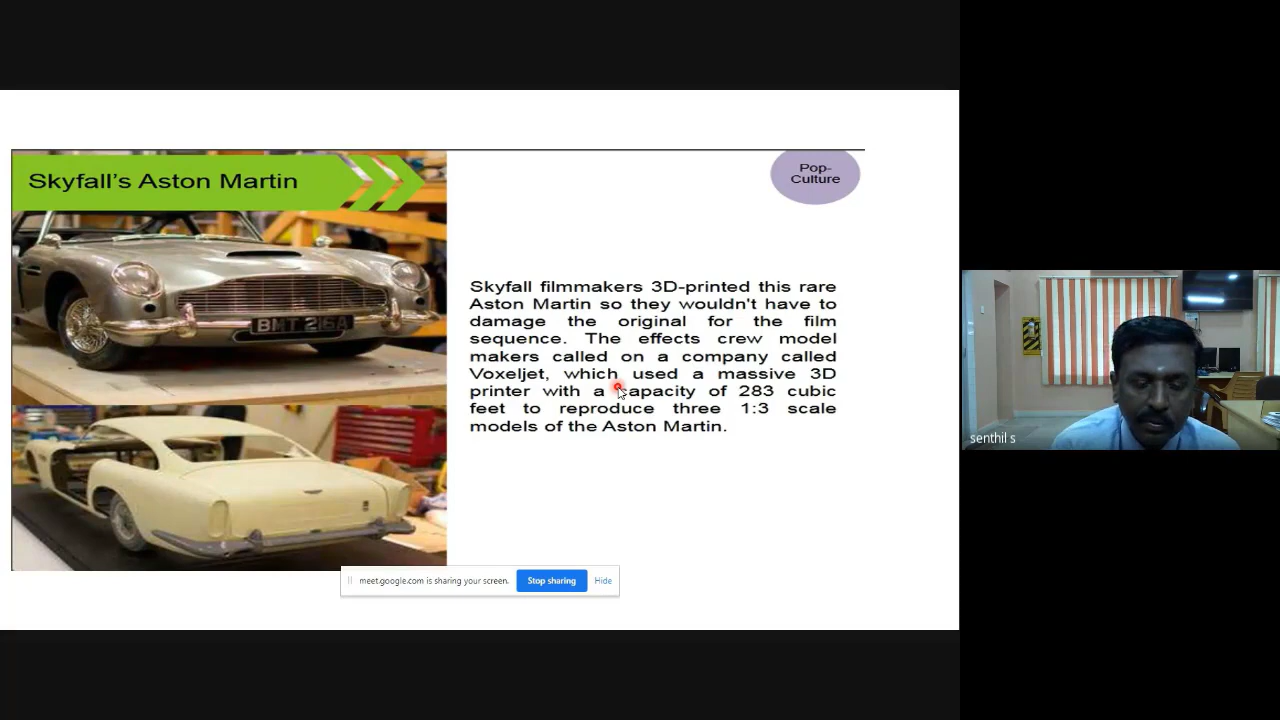 Skyfall's Aston Martin
Pop-
Culture
BMT 216A
Skyfall filmmakers 3D-printed this rare
Aston Martin so they wouldn't have to
damage the original for the film
sequence. The effects crew model
makers called on a company called
Voxeljet, which used a massive 3D
printer with a capacity of 283 cubic
feet to reproduce three 1:3 scale
models of the Aston Martin.
senthil s
meet.google.com is sharing your screen.
Stop sharing
Hide